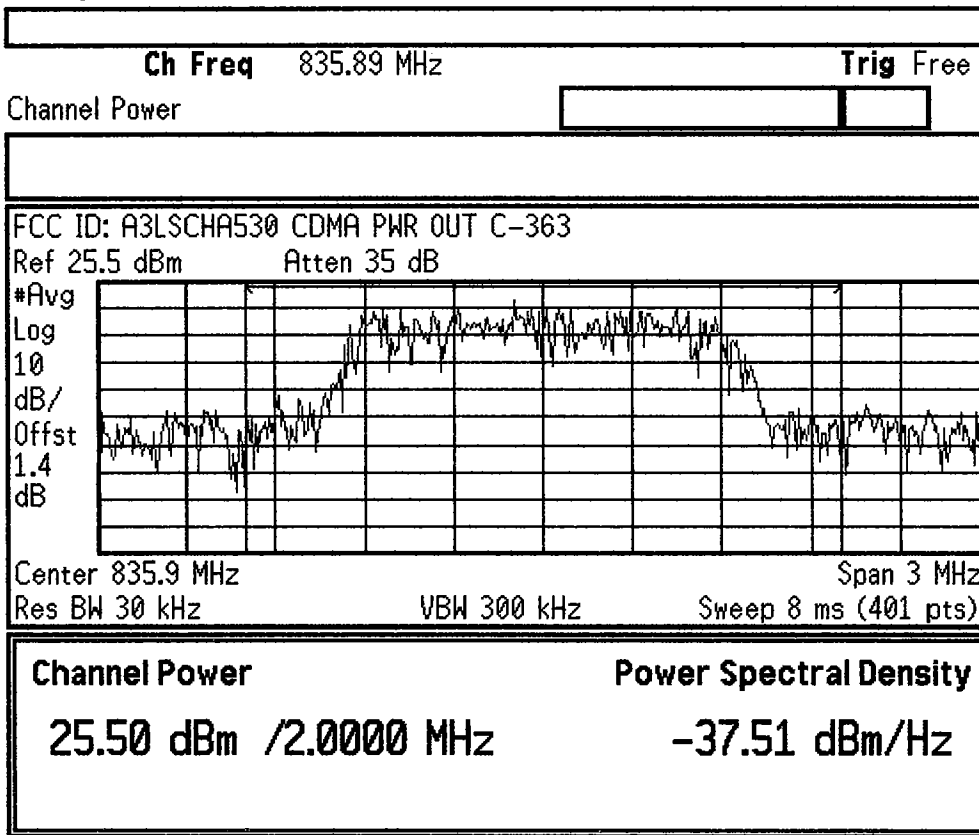 Ch Freq 835.89 MHz Trig Free
Channel Power
FCC ID: A3LSCHA530 CDMA PWR OUT C-363
Ref 25.5 dBm Atten 35 dB
#Avg
Log
10
dB/
Offst
1.4
dB
Center 835.9 MHz Span 3 MHz
Res BW 30 kHz VBW 300 kHz Sweep 8 ms (401 pts)
Channel Power Power Spectral Density
25.50 dBm /2.0000 MHz -37.51 dBm/Hz